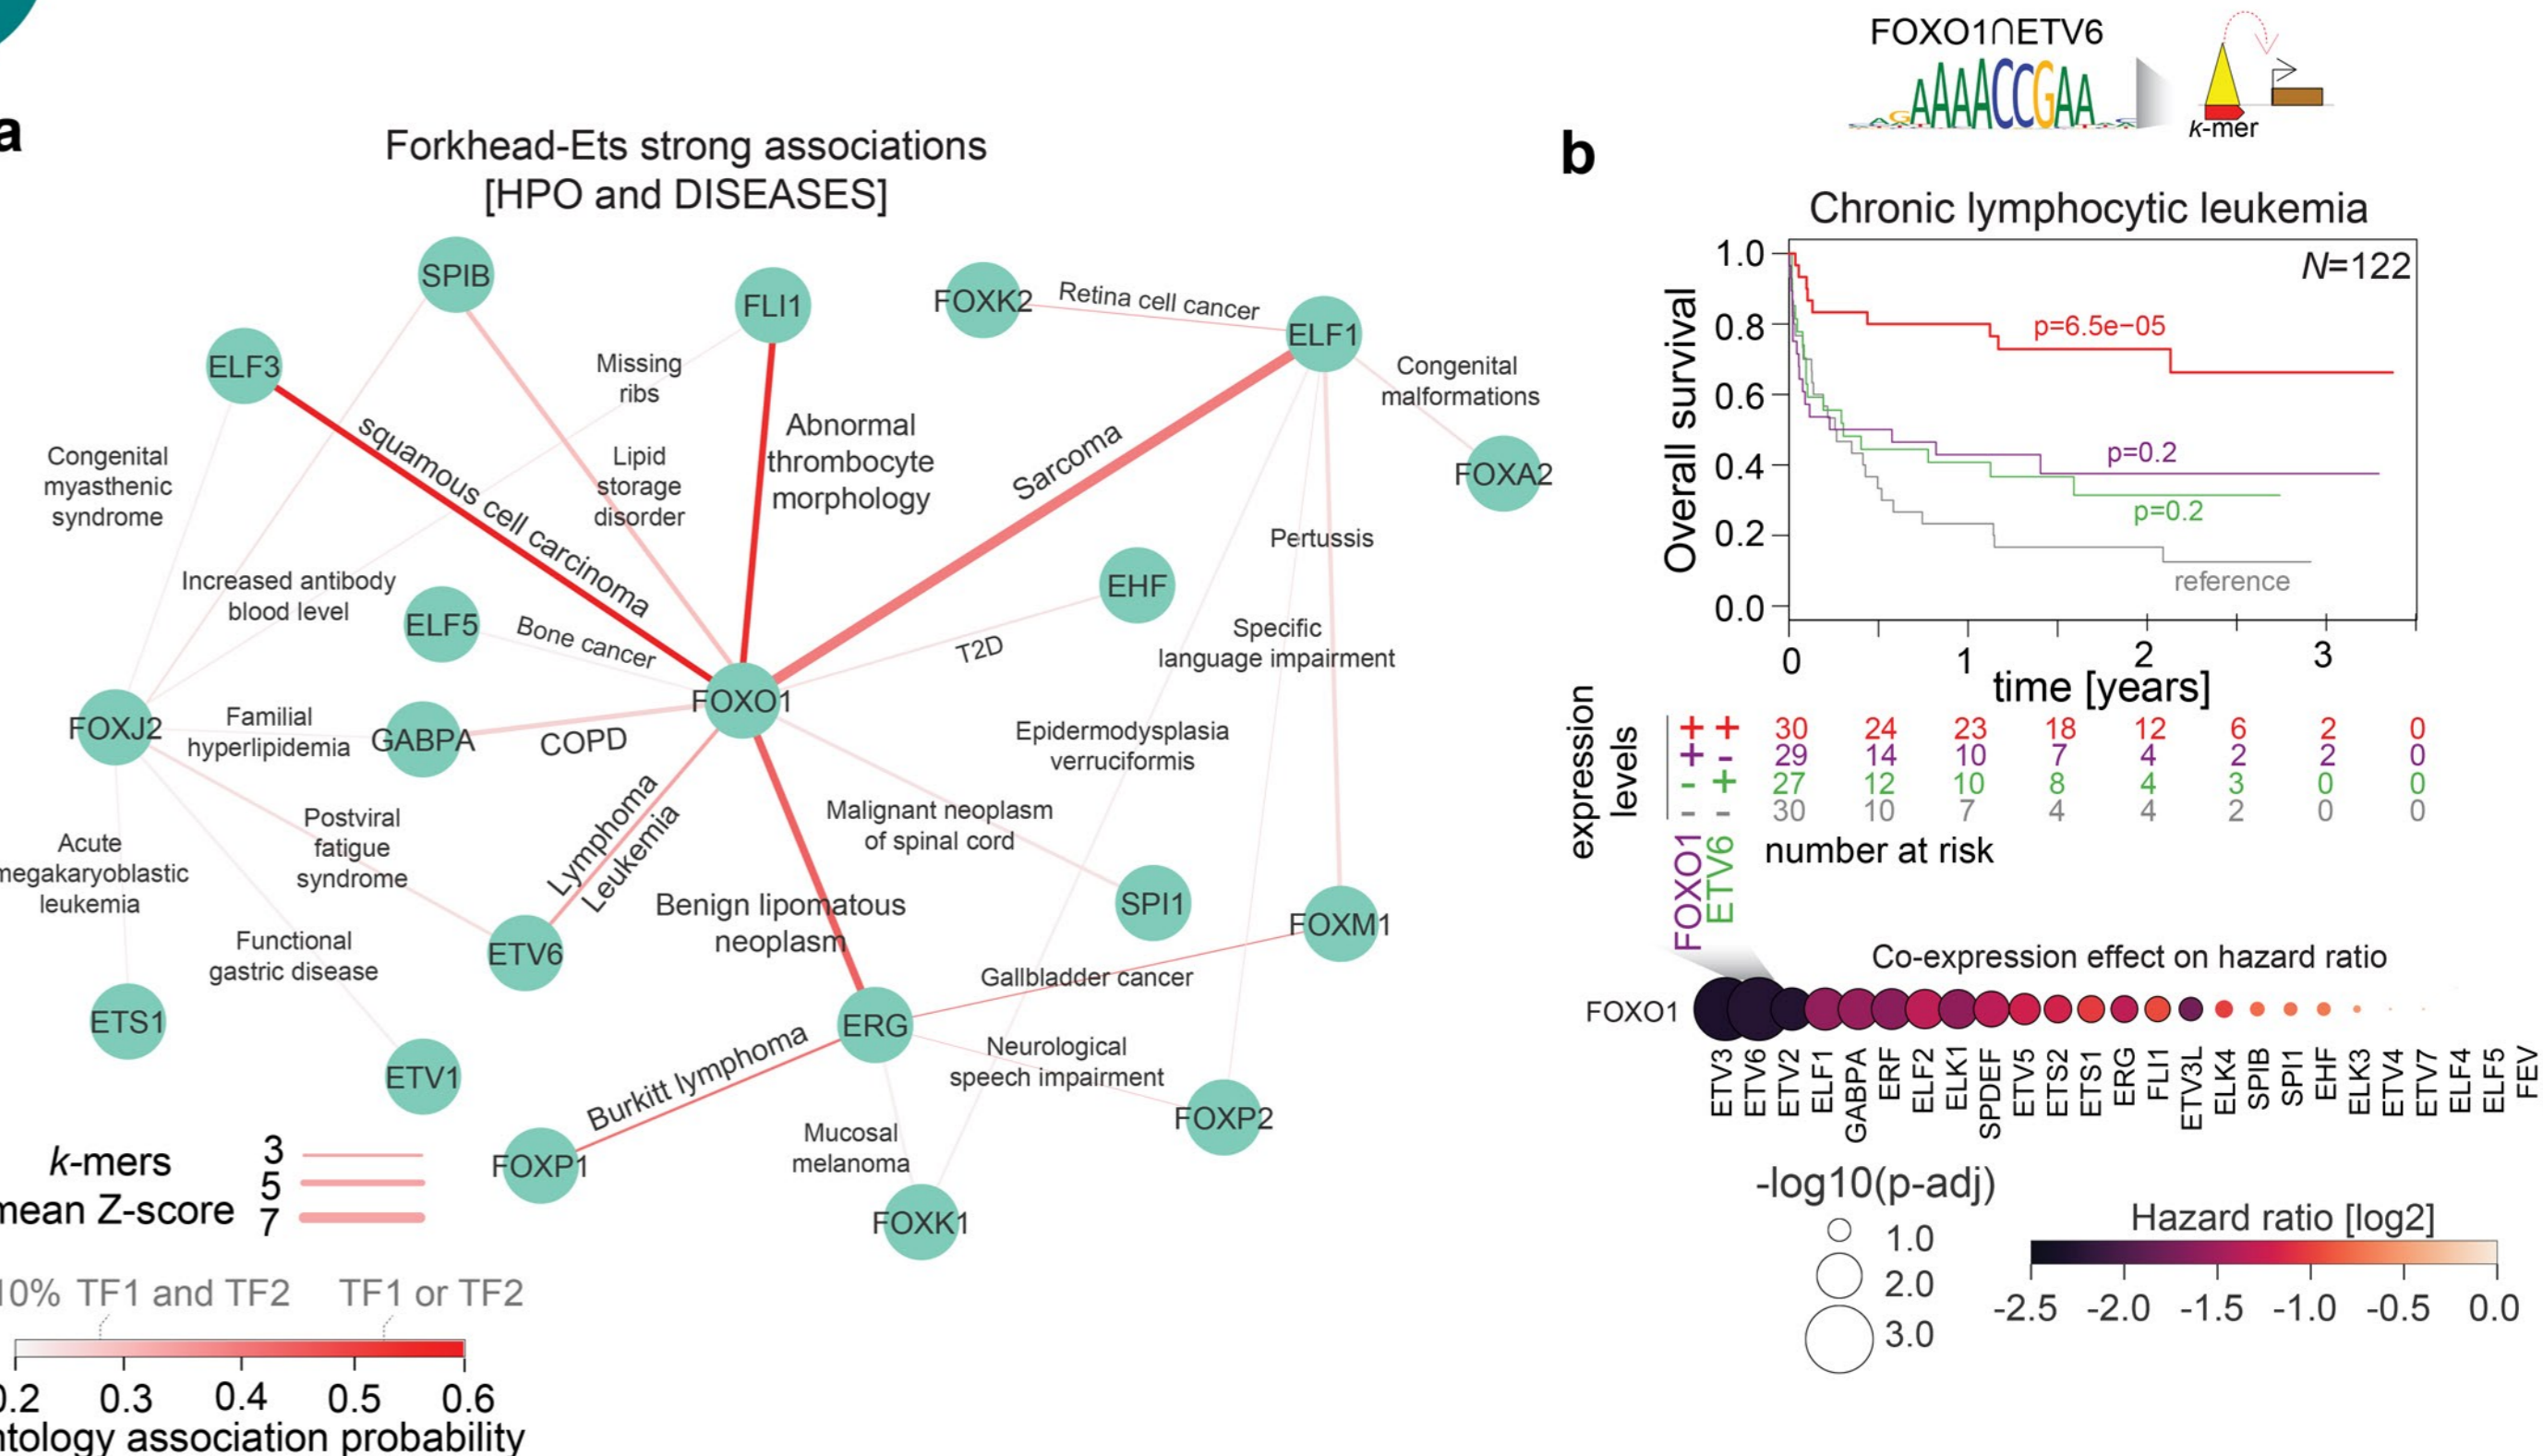 a
Forkhead-Ets strong associations
[HPO and DISEASES]
SPIB
FLI1
FOXK2
Retina cell cancer
ELF1
ELF3
Missing
ribs
Congenital
malformations
squamous cell carcinoma
Abnormal
thrombocyte
morphology
Sarcoma
Congenital
myasthenic
syndrome
Lipid
storage
disorder
FOXA2
Pertussis
Increased antibody
blood level
ELF5
Bone cancer
EHF
T2D
Specific
language impairment
FOXO1
FOXJ2
Familial
hyperlipidemia
GABPA
COPD
Epidermodysplasia
verruciformis
Lymphoma
Leukemia
Malignant neoplasm
of spinal cord
Postviral
fatigue
syndrome
Acute
megakaryoblastic
leukemia
Benign lipomatous
neoplasm
SPI1
FOXM1
Functional
gastric disease
ETV6
Gallbladder cancer
ETS1
ERG
ETV1
Burkitt lymphoma
Neurological
speech impairment
FOXP2
Mucosal
melanoma
FOXP1
FOXK1
k-mers
mean Z-score
3
5
7
10% TF1 and TF2
TF1 or TF2
0.2 0.3 0.4 0.5 0.6
ntology association probability
FOXO1∩ETV6
AAAACCGAA
k-mer
b
Chronic lymphocytic leukemia
N=122
Overall survival
1.0
0.8
0.6
0.4
0.2
0.0
p=6.5e−05
p=0.2
p=0.2
reference
0 1 2 3
time [years]
expression
levels
+ + 30 24 23 18 12 6 2 0
+ - 29 14 10 7 4 2 2 0
- + 27 12 10 8 4 3 0 0
- - 30 10 7 4 4 2 0 0
FOXO1
ETV6
number at risk
Co-expression effect on hazard ratio
FOXO1
ETV3 ETV6 ETV2 ELF1 GABPA ERF ELF2 ELK1 SPDEF ETV5 ETS2 ETS1 ERG FLI1 ETV3L ELK4 SPIB SPI1 EHF ELK3 ETV4 ETV7 ELF4 ELF5 FEV
-log10(p-adj)
1.0
2.0
3.0
Hazard ratio [log2]
-2.5 -2.0 -1.5 -1.0 -0.5 0.0